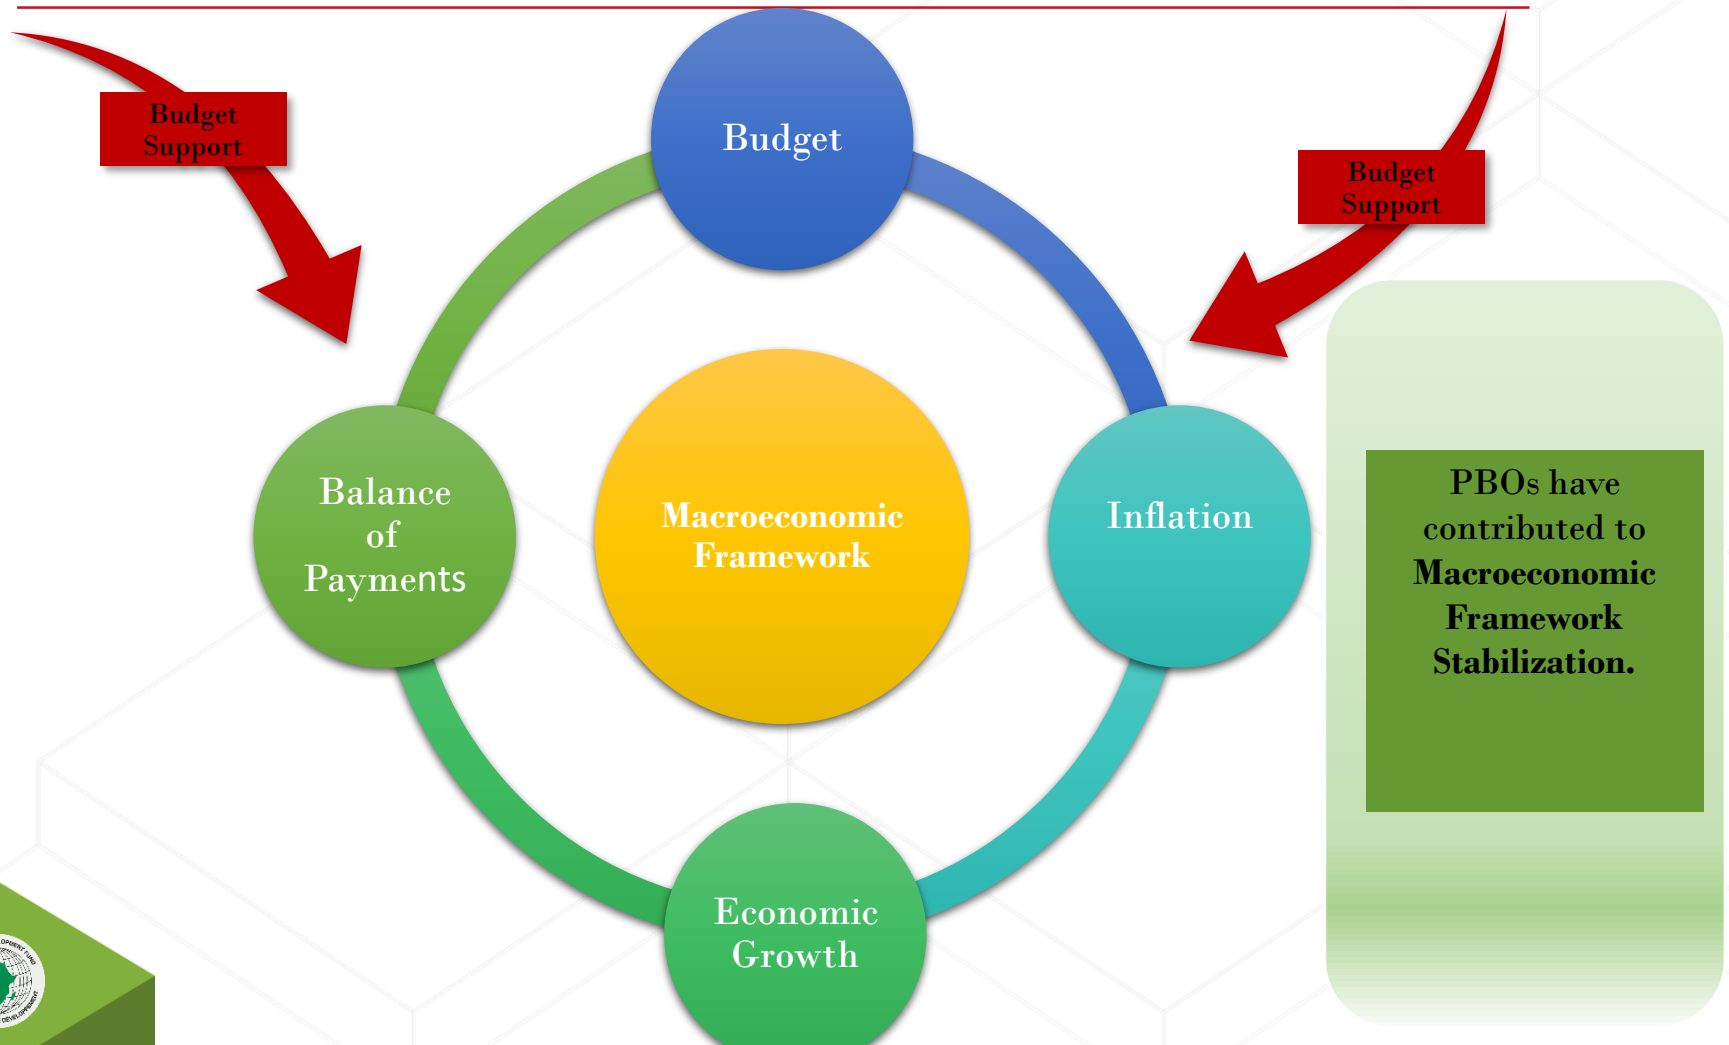 Budget
Support
Budget
Budget
Support
Balance
of
Payments
Macroeconomic
Framework
Inflation
PBOs have
contributed to
Macroeconomic
Framework
Stabilization.
Economic
Growth